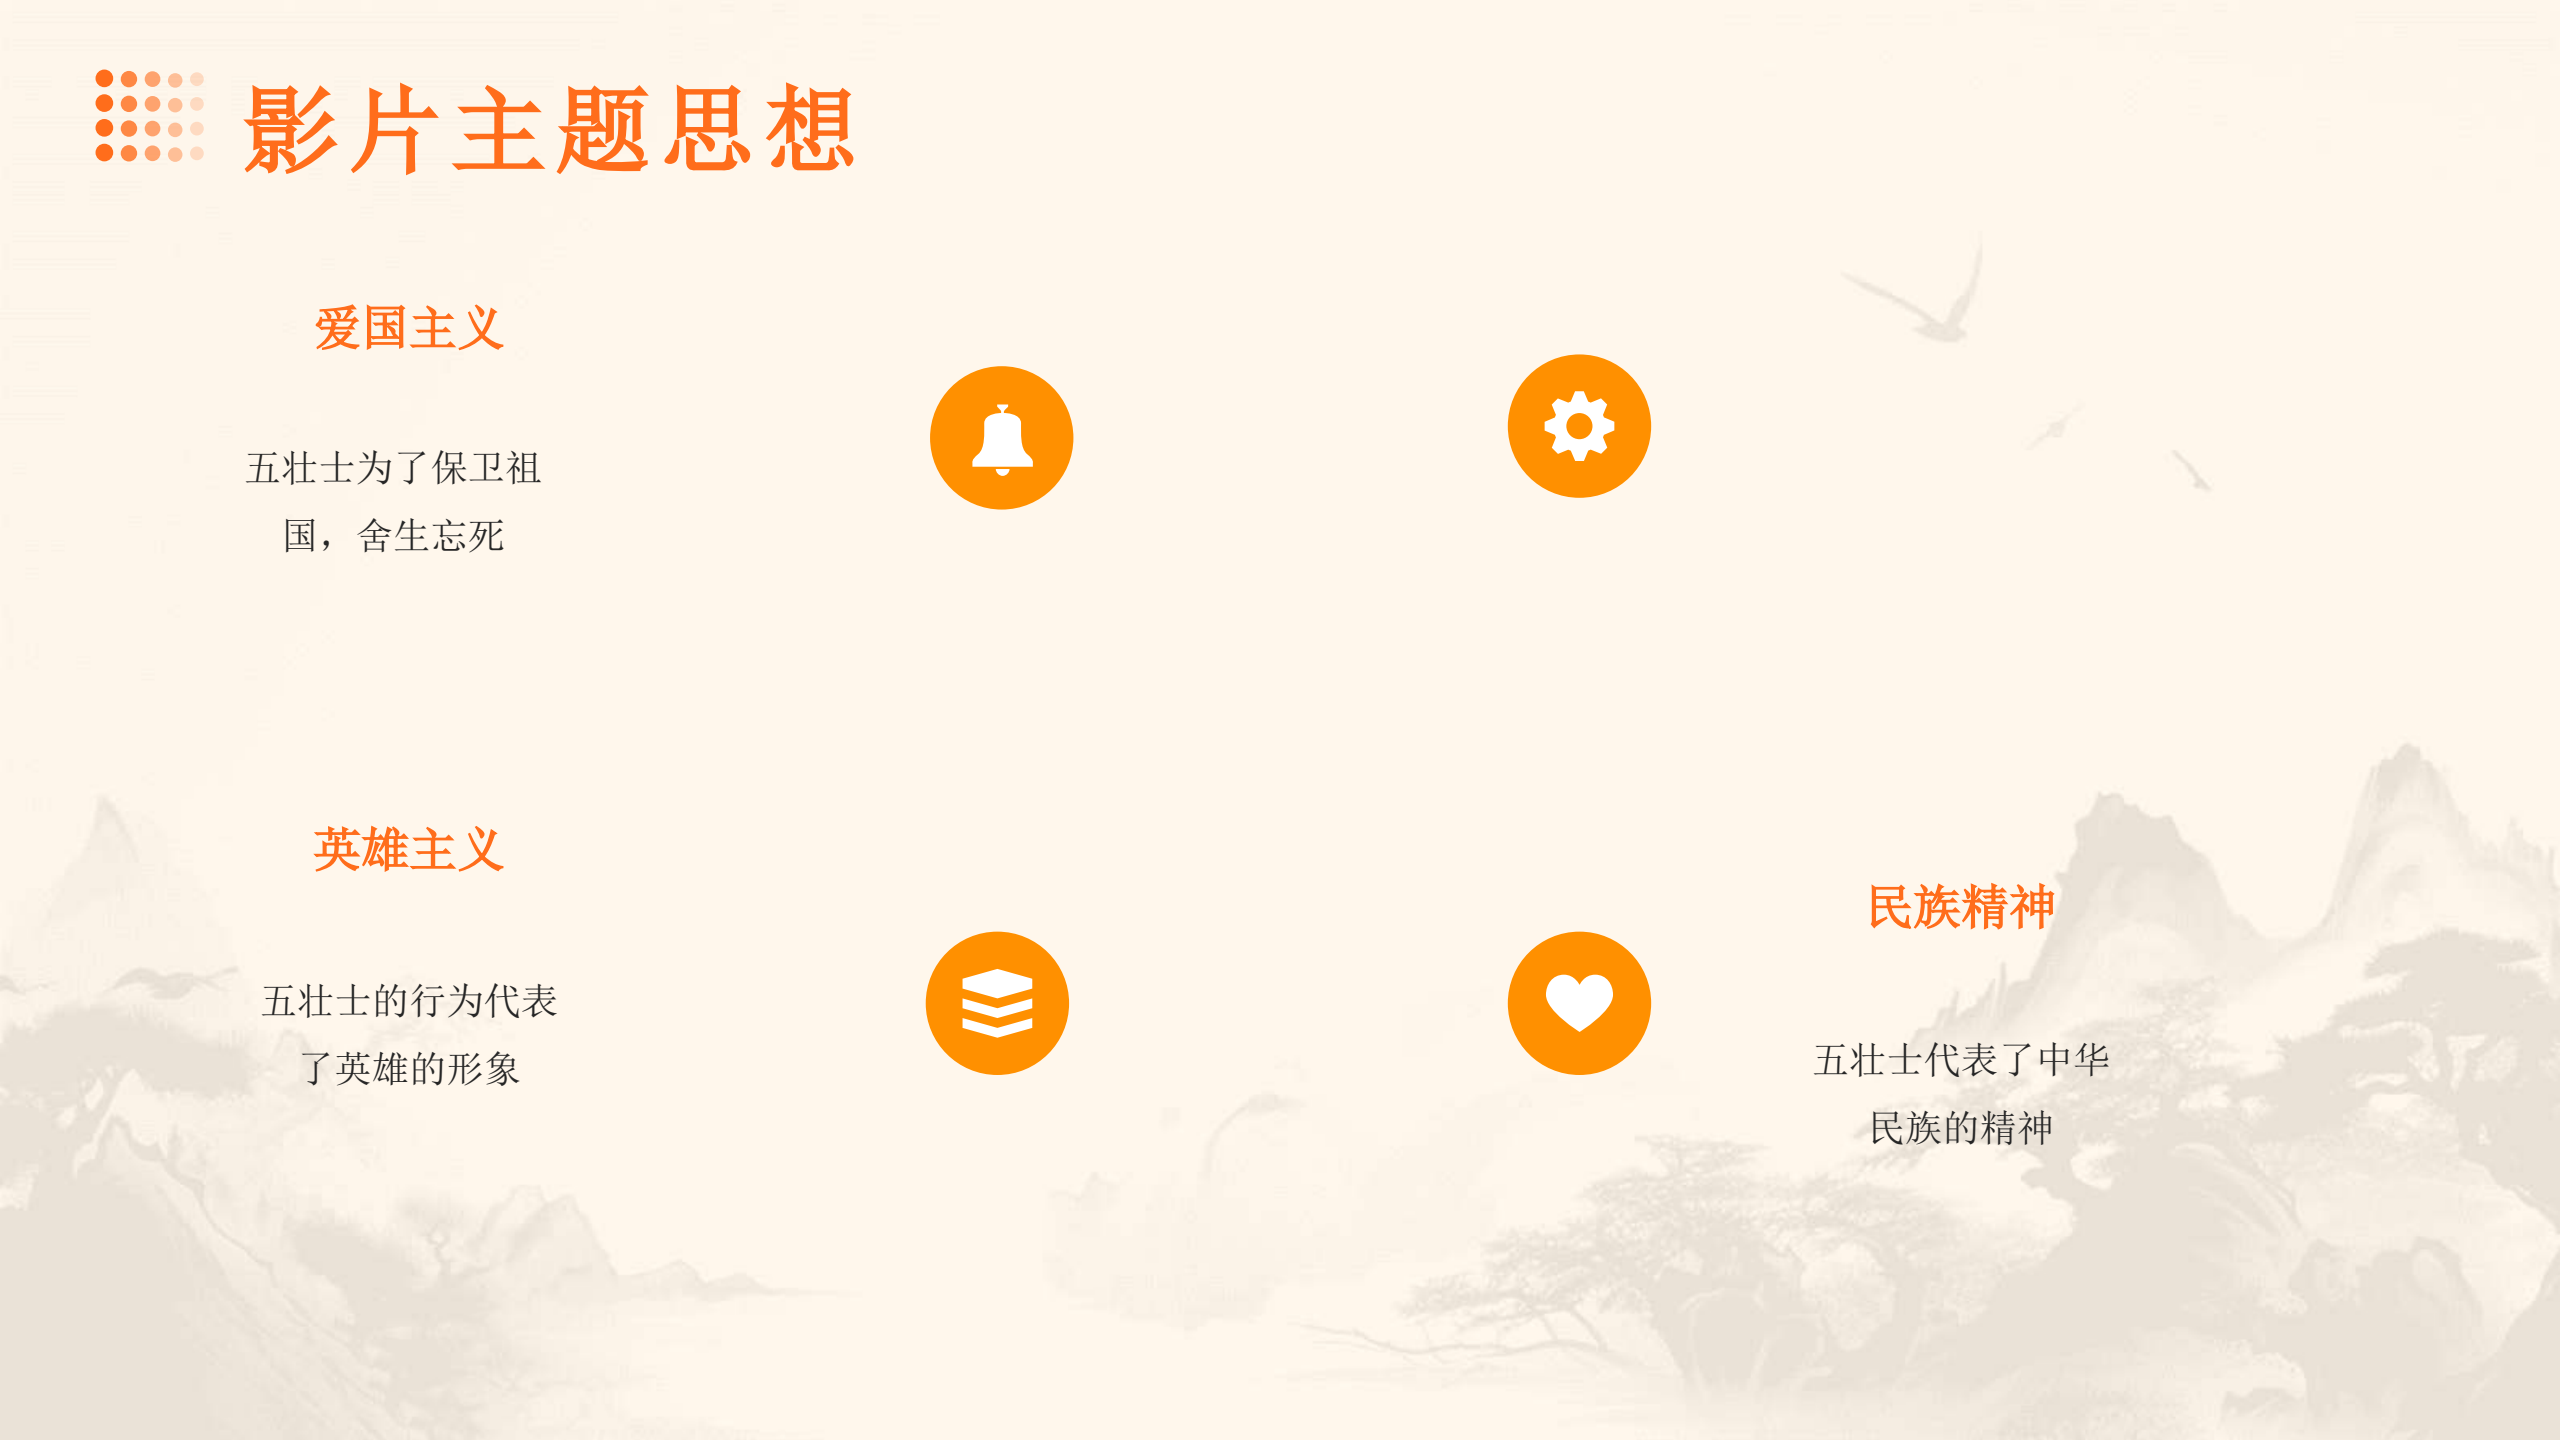 影片主题思想
爱国主义
五壮士为了保卫祖
国，舍生忘死
英雄主义
五壮士的行为代表
了英雄的形象
民族精神
五壮士代表了中华
民族的精神